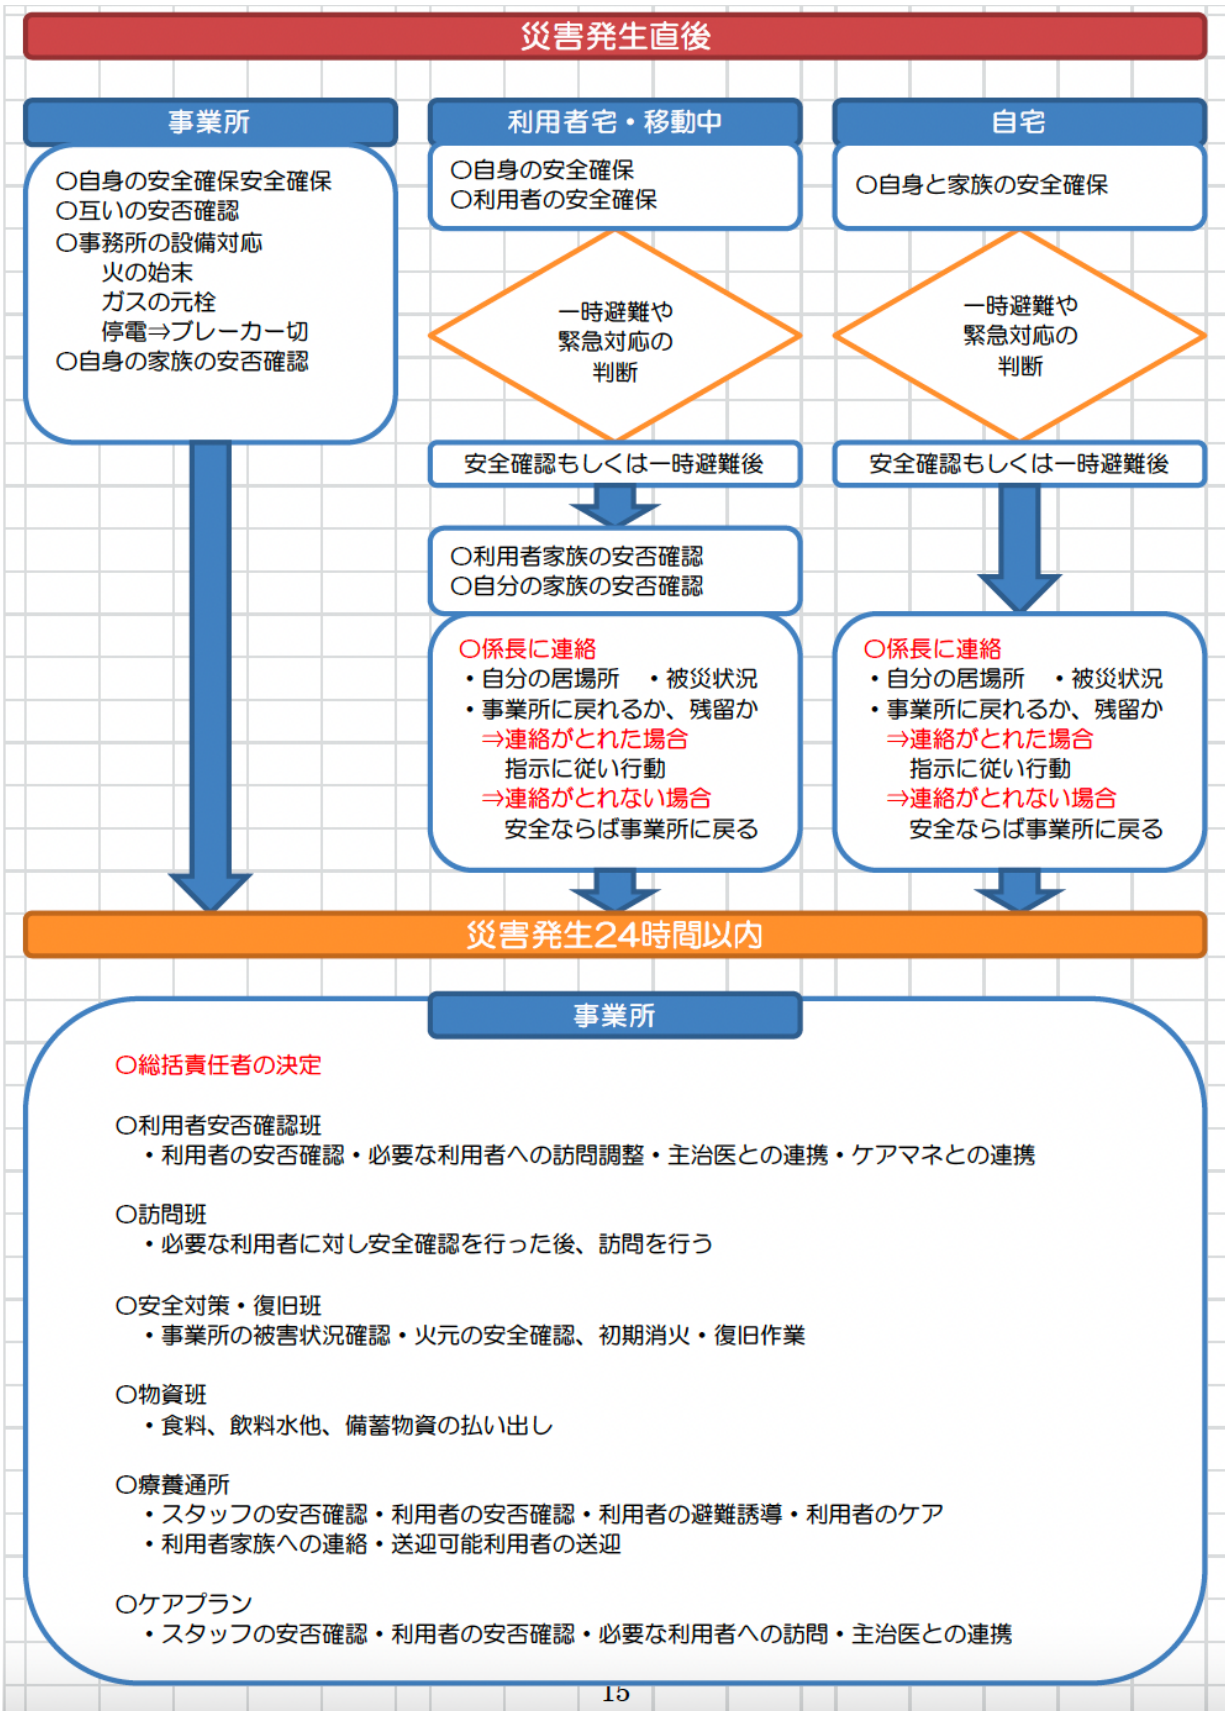 災害発生直後
事業所
〇自身の安全確保安全確保
〇互いの安否確認
〇事務所の設備対応
火の始末
ガスの元栓
停電⇒ブレーカー切
〇自身の家族の安否確認
利用者宅・移動中
〇自身の安全確保
〇利用者の安全確保
一時避難や
緊急対応の
判断
安全確認もしくは一時避難後
〇利用者家族の安否確認
〇自分の家族の安否確認
〇係長に連絡
・自分の居場所　・被災状況
・事業所に戻れるか、残留か
⇒連絡がとれた場合
指示に従い行動
⇒連絡がとれない場合
安全ならば事業所に戻る
自宅
〇自身と家族の安全確保
一時避難や
緊急対応の
判断
安全確認もしくは一時避難後
〇係長に連絡
・自分の居場所　・被災状況
・事業所に戻れるか、残留か
⇒連絡がとれた場合
指示に従い行動
⇒連絡がとれない場合
安全ならば事業所に戻る
災害発生24時間以内
事業所
〇総括責任者の決定
〇利用者安否確認班
・利用者の安否確認・必要な利用者への訪問調整・主治医との連携・ケアマネとの連携
〇訪問班
・必要な利用者に対し安全確認を行った後、訪問を行う
〇安全対策・復旧班
・事業所の被害状況確認・火元の安全確認、初期消火・復旧作業
〇物資班
・食料、飲料水他、備蓄物資の払い出し
〇療養通所
・スタッフの安否確認・利用者の安否確認・利用者の避難誘導・利用者のケア
・利用者家族への連絡・送迎可能利用者の送迎
〇ケアプラン
・スタッフの安否確認・利用者の安否確認・必要な利用者への訪問・主治医との連携
15